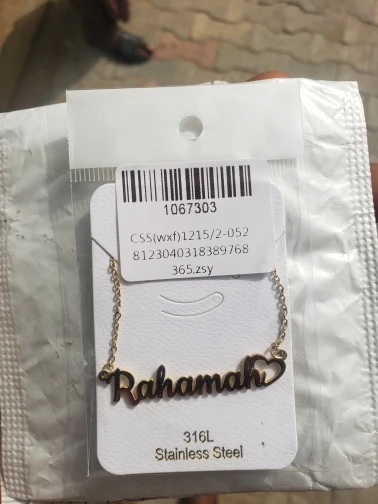 1067303
CSS(wxf)1215/2-052
8123040318389768
365.zsy
Rahamah
316L
Stainless Steel